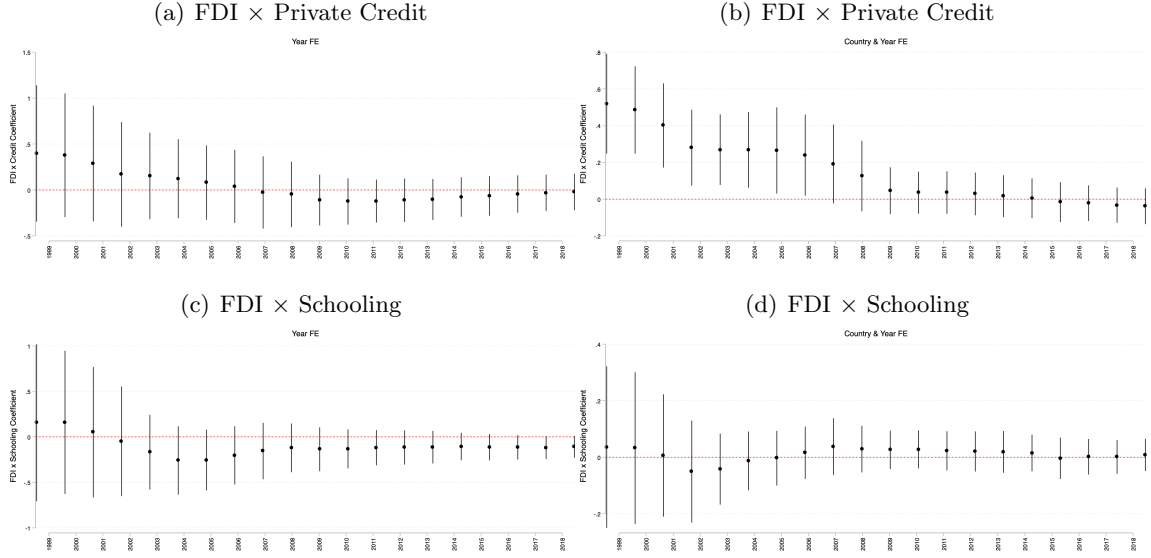 (a) FDI × Private Credit
Year FE
FDI x Credit Coefficient
1.5
1
.5
0
-.5
1999 2000 2001 2002 2003 2004 2005 2006 2007 2008 2009 2010 2011 2012 2013 2014 2015 2016 2017 2018
(b) FDI × Private Credit
Country & Year FE
FDI x Credit Coefficient
.8
.6
.4
.2
0
-.2
1999 2000 2001 2002 2003 2004 2005 2006 2007 2008 2009 2010 2011 2012 2013 2014 2015 2016 2017 2018
(c) FDI × Schooling
Year FE
FDI x Schooling Coefficient
1
.5
0
-.5
-1
1999 2000 2001 2002 2003 2004 2005 2006 2007 2008 2009 2010 2011 2012 2013 2014 2015 2016 2017 2018
(d) FDI × Schooling
Country & Year FE
FDI x Schooling Coefficient
.4
.2
0
-.2
1999 2000 2001 2002 2003 2004 2005 2006 2007 2008 2009 2010 2011 2012 2013 2014 2015 2016 2017 2018